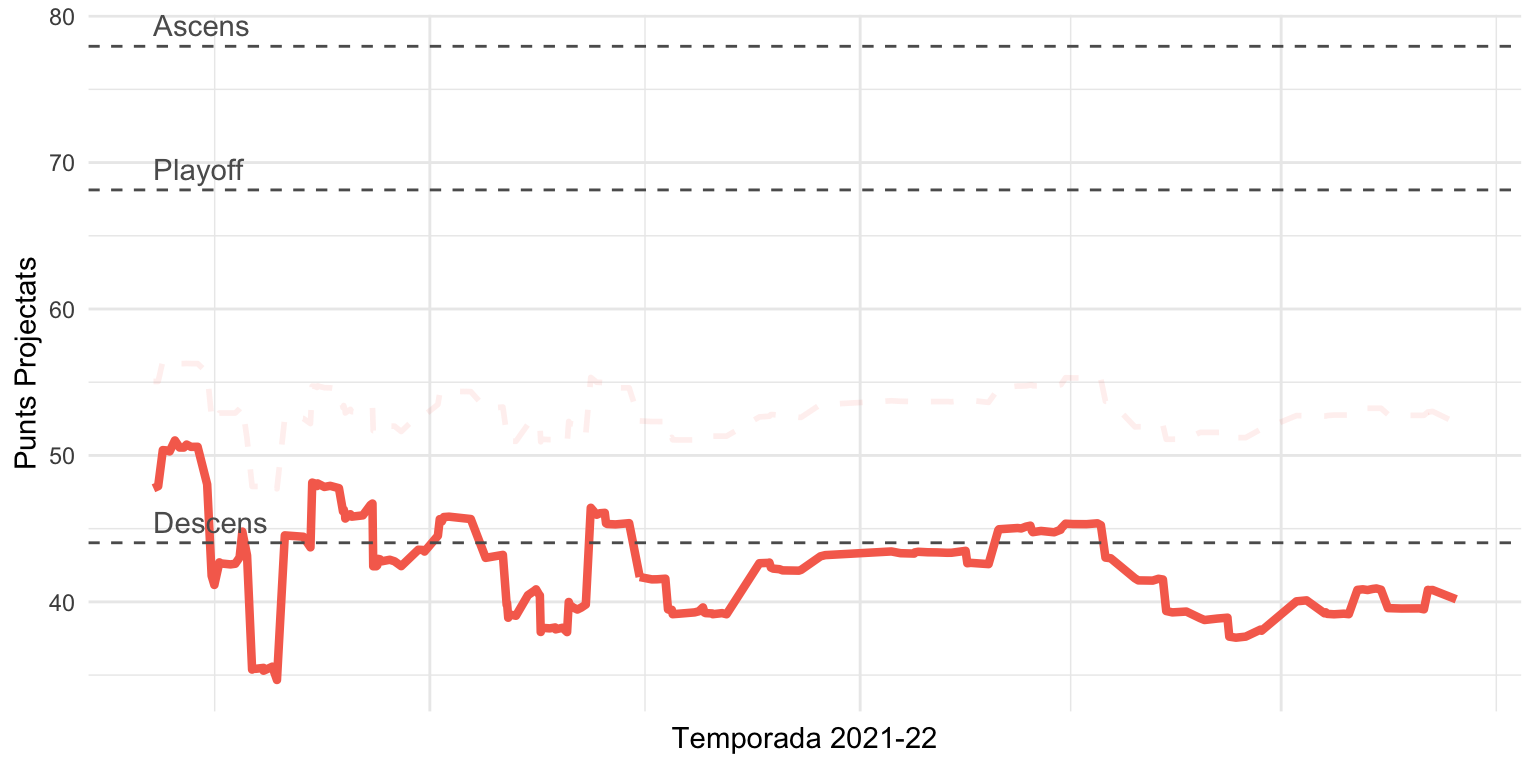 80
Ascens
70
Playoff
60
50
Descens
40
Punts Projectats
Temporada 2021-22